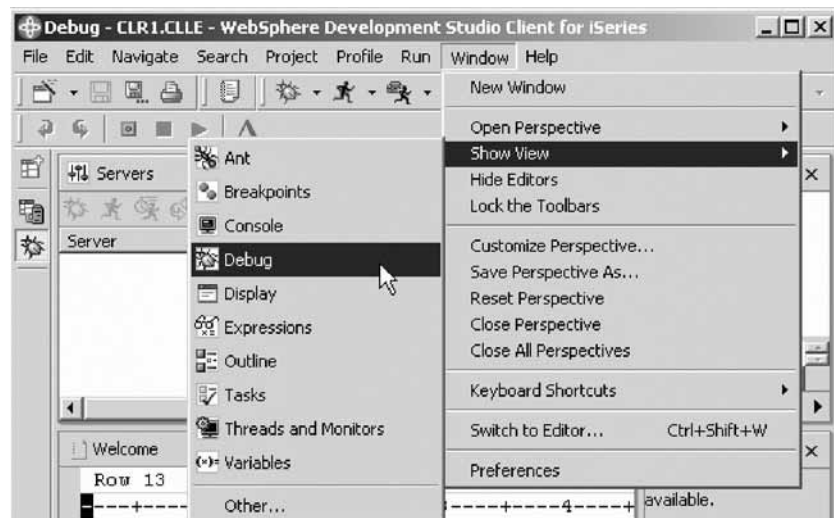 Debug - CLR1.CLLE - WebSphere Development Studio Client for iSeries
File Edit Navigate Search Project Profile Run Window Help
New Window
Open Perspective
Show View
Hide Editors
Lock the Toolbars
Customize Perspective...
Save Perspective As...
Reset Perspective
Close Perspective
Close All Perspectives
Keyboard Shortcuts
Switch to Editor... Ctrl+Shift+W
Preferences
Ant
Breakpoints
Console
Debug
Display
Expressions
Outline
Tasks
Threads and Monitors
Variables
Other...
Servers
Server
Welcome
Row 13
----+----4----+
available.